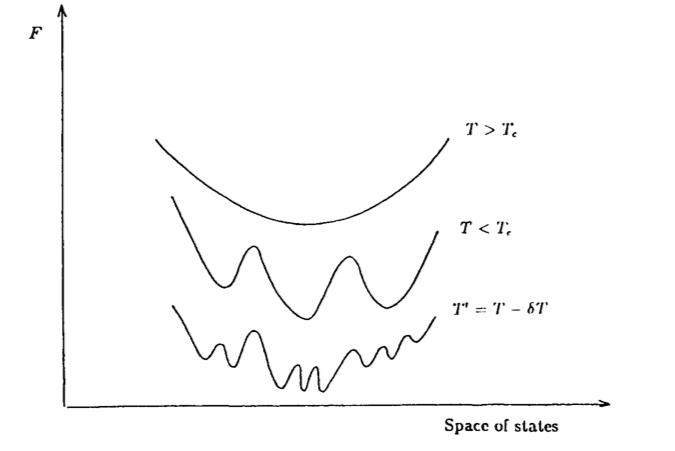 F
T > T_c
T < T_c
T' = T − δT
Space of states